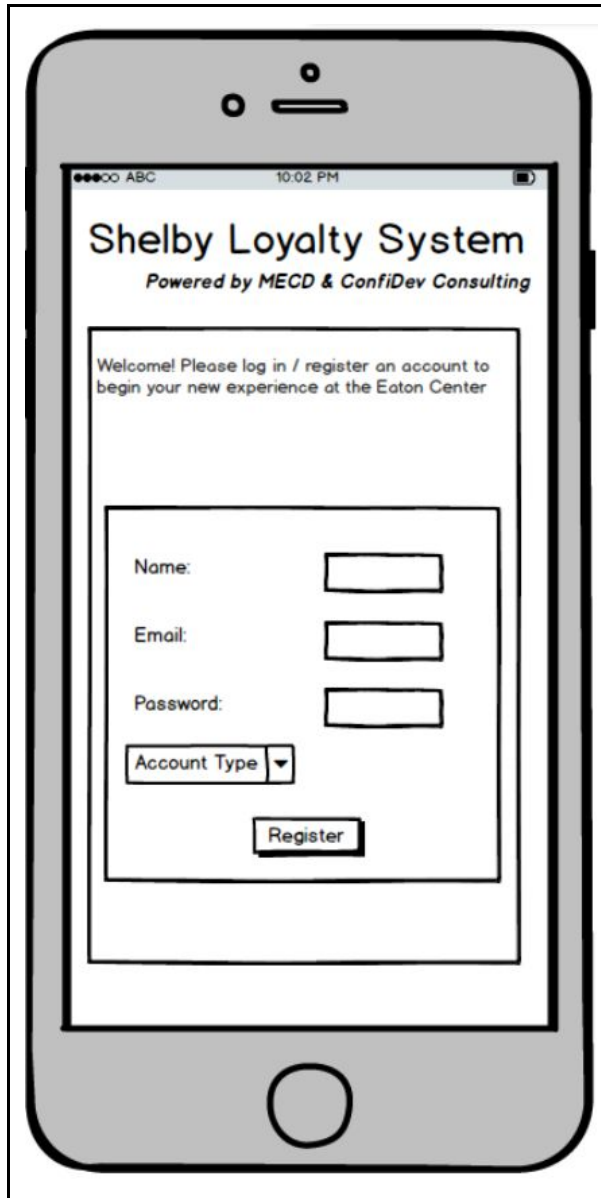 ABC 10:02 PM
Shelby Loyalty System
Powered by MECD & ConfiDev Consulting
Welcome! Please log in / register an account to
begin your new experience at the Eaton Center
Name:
Email:
Password:
Account Type
Register